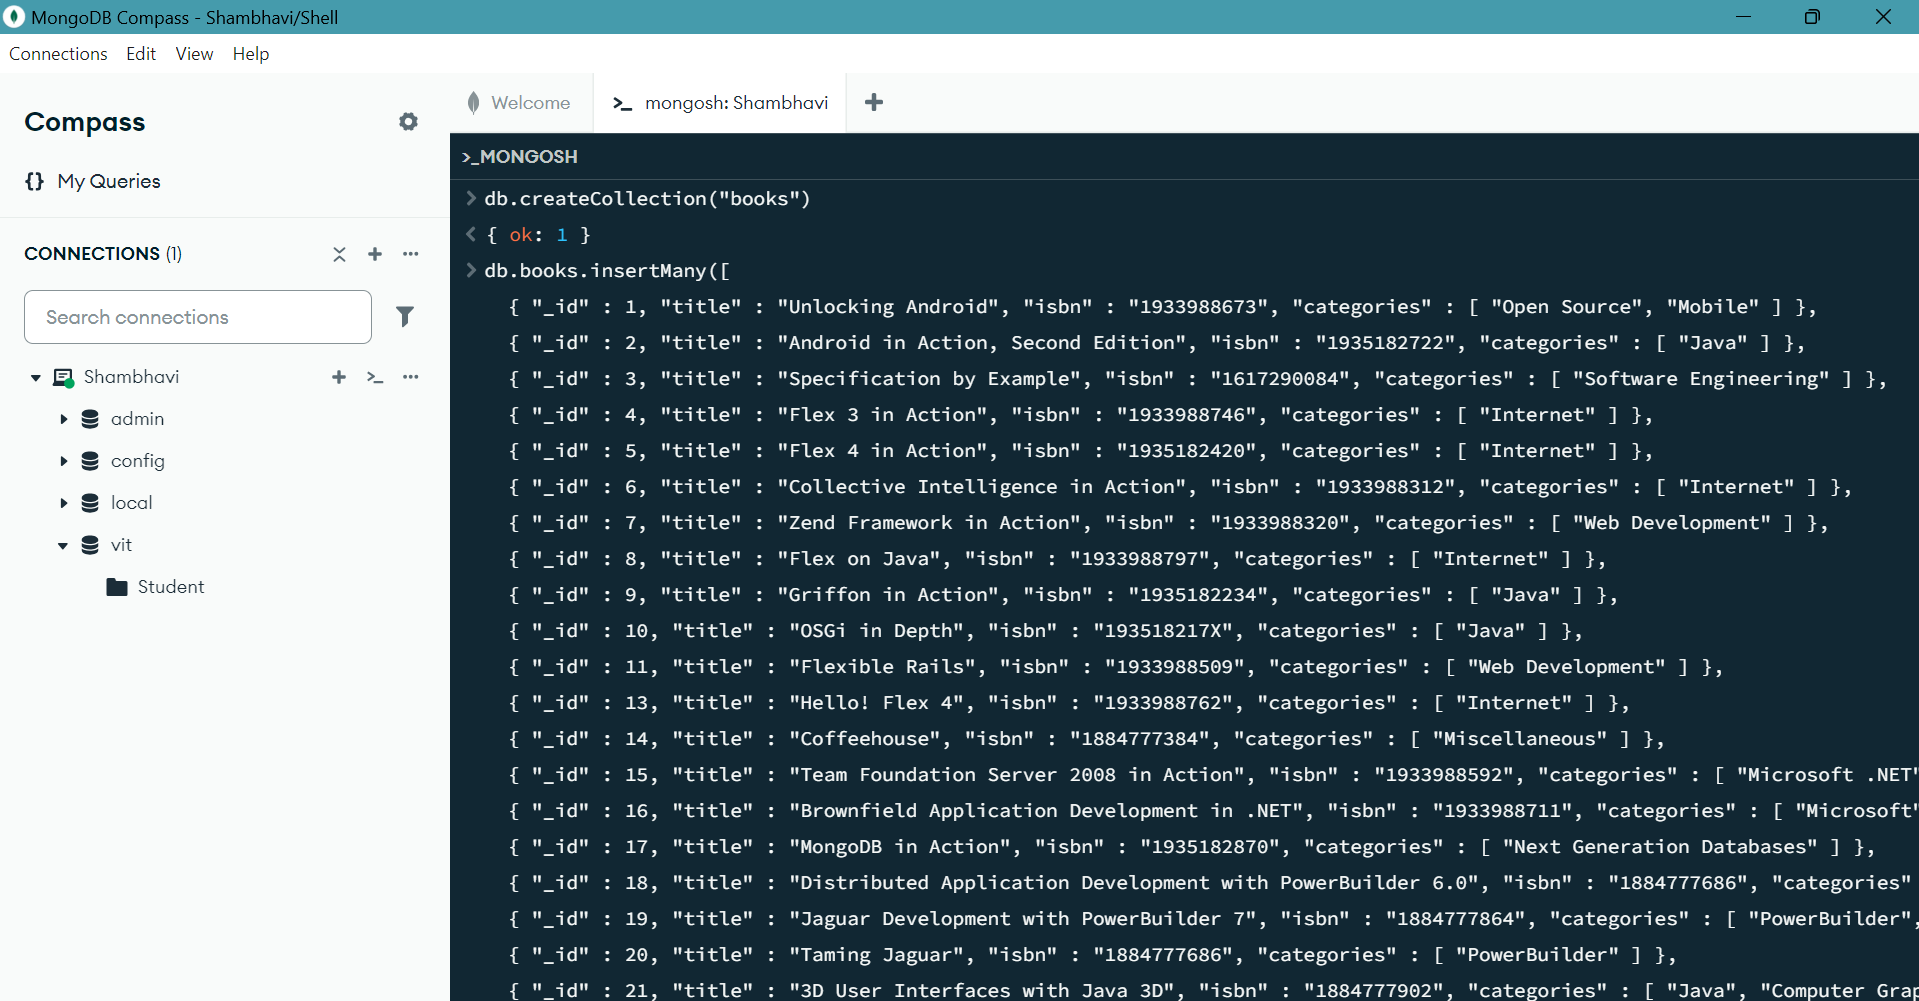 MongoDB Compass - Shambhavi/Shell
Connections Edit View Help
Compass
{} My Queries
CONNECTIONS (1)
Search connections
Shambhavi
admin
config
local
vit
Student
Welcome
>_ mongosh: Shambhavi
>_MONGOSH
> db.createCollection("books")
< { ok: 1 }
> db.books.insertMany([
{ "_id" : 1, "title" : "Unlocking Android", "isbn" : "1933988673", "categories" : [ "Open Source", "Mobile" ] },
{ "_id" : 2, "title" : "Android in Action, Second Edition", "isbn" : "1935182722", "categories" : [ "Java" ] },
{ "_id" : 3, "title" : "Specification by Example", "isbn" : "1617290084", "categories" : [ "Software Engineering" ] },
{ "_id" : 4, "title" : "Flex 3 in Action", "isbn" : "1933988746", "categories" : [ "Internet" ] },
{ "_id" : 5, "title" : "Flex 4 in Action", "isbn" : "1935182420", "categories" : [ "Internet" ] },
{ "_id" : 6, "title" : "Collective Intelligence in Action", "isbn" : "1933988312", "categories" : [ "Internet" ] },
{ "_id" : 7, "title" : "Zend Framework in Action", "isbn" : "1933988320", "categories" : [ "Web Development" ] },
{ "_id" : 8, "title" : "Flex on Java", "isbn" : "1933988797", "categories" : [ "Internet" ] },
{ "_id" : 9, "title" : "Griffon in Action", "isbn" : "1935182234", "categories" : [ "Java" ] },
{ "_id" : 10, "title" : "OSGi in Depth", "isbn" : "193518217X", "categories" : [ "Java" ] },
{ "_id" : 11, "title" : "Flexible Rails", "isbn" : "1933988509", "categories" : [ "Web Development" ] },
{ "_id" : 13, "title" : "Hello! Flex 4", "isbn" : "1933988762", "categories" : [ "Internet" ] },
{ "_id" : 14, "title" : "Coffeehouse", "isbn" : "1884777384", "categories" : [ "Miscellaneous" ] },
{ "_id" : 15, "title" : "Team Foundation Server 2008 in Action", "isbn" : "1933988592", "categories" : [ "Microsoft .NET"
{ "_id" : 16, "title" : "Brownfield Application Development in .NET", "isbn" : "1933988711", "categories" : [ "Microsoft"
{ "_id" : 17, "title" : "MongoDB in Action", "isbn" : "1935182870", "categories" : [ "Next Generation Databases" ] },
{ "_id" : 18, "title" : "Distributed Application Development with PowerBuilder 6.0", "isbn" : "1884777686", "categories"
{ "_id" : 19, "title" : "Jaguar Development with PowerBuilder 7", "isbn" : "1884777864", "categories" : [ "PowerBuilder",
{ "_id" : 20, "title" : "Taming Jaguar", "isbn" : "1884777686", "categories" : [ "PowerBuilder" ] },
{ "_id" : 21, "title" : "3D User Interfaces with Java 3D", "isbn" : "1884777902", "categories" : [ "Java", "Computer Grap